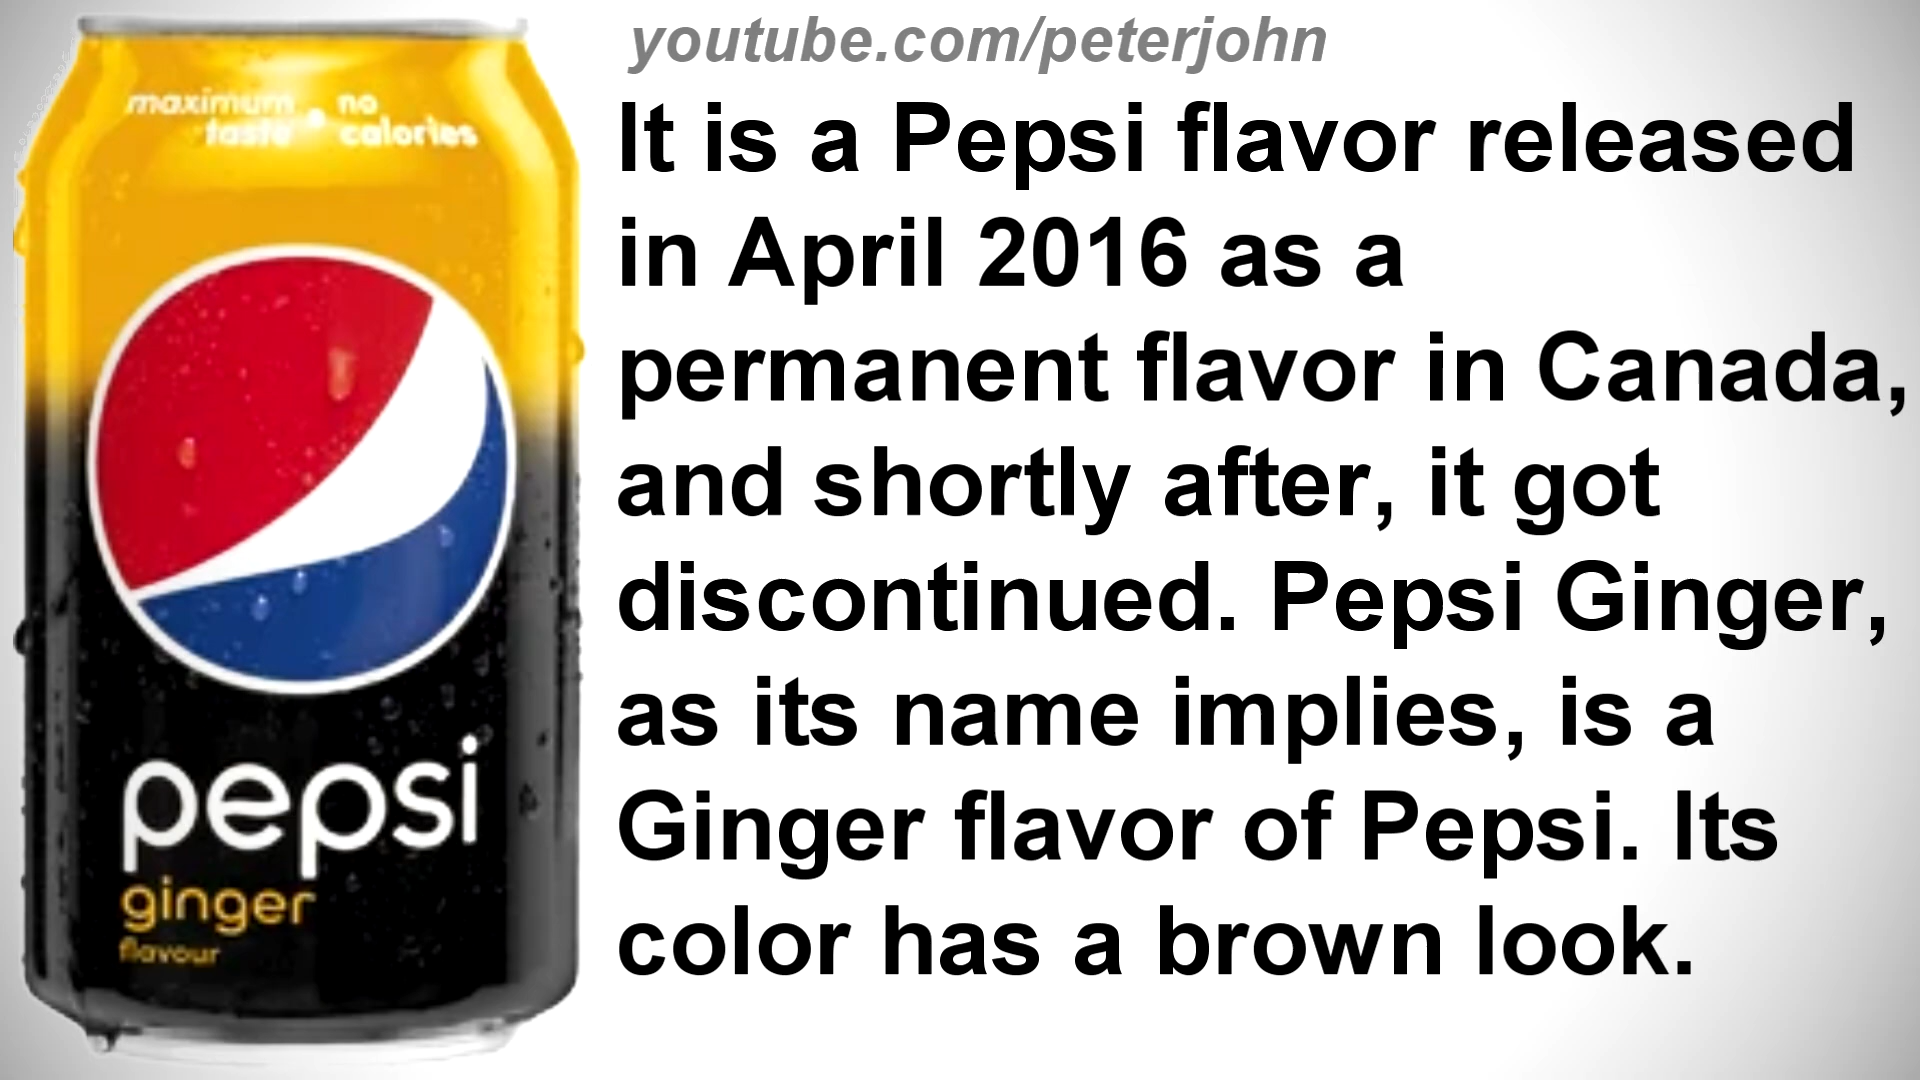 youtube.com/peterjohn
maximum taste • no calories
pepsi
ginger
flavour
It is a Pepsi flavor released
in April 2016 as a
permanent flavor in Canada,
and shortly after, it got
discontinued. Pepsi Ginger,
as its name implies, is a
Ginger flavor of Pepsi. Its
color has a brown look.